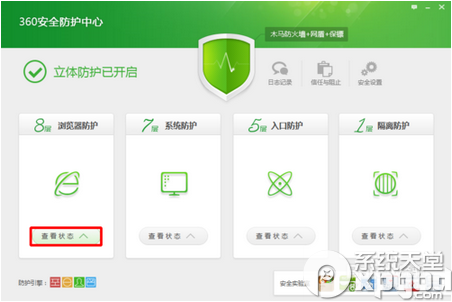 360安全防护中心
木马防火墙+网盾+保镖
立体防护已开启
日志记录
信任与阻止
安全设置
8层 浏览器防护
7层 系统防护
5层 入口防护
1层 隔离防护
查看状态
查看状态
查看状态
查看状态
防护引擎:
安全实验
系统天堂
xpgod